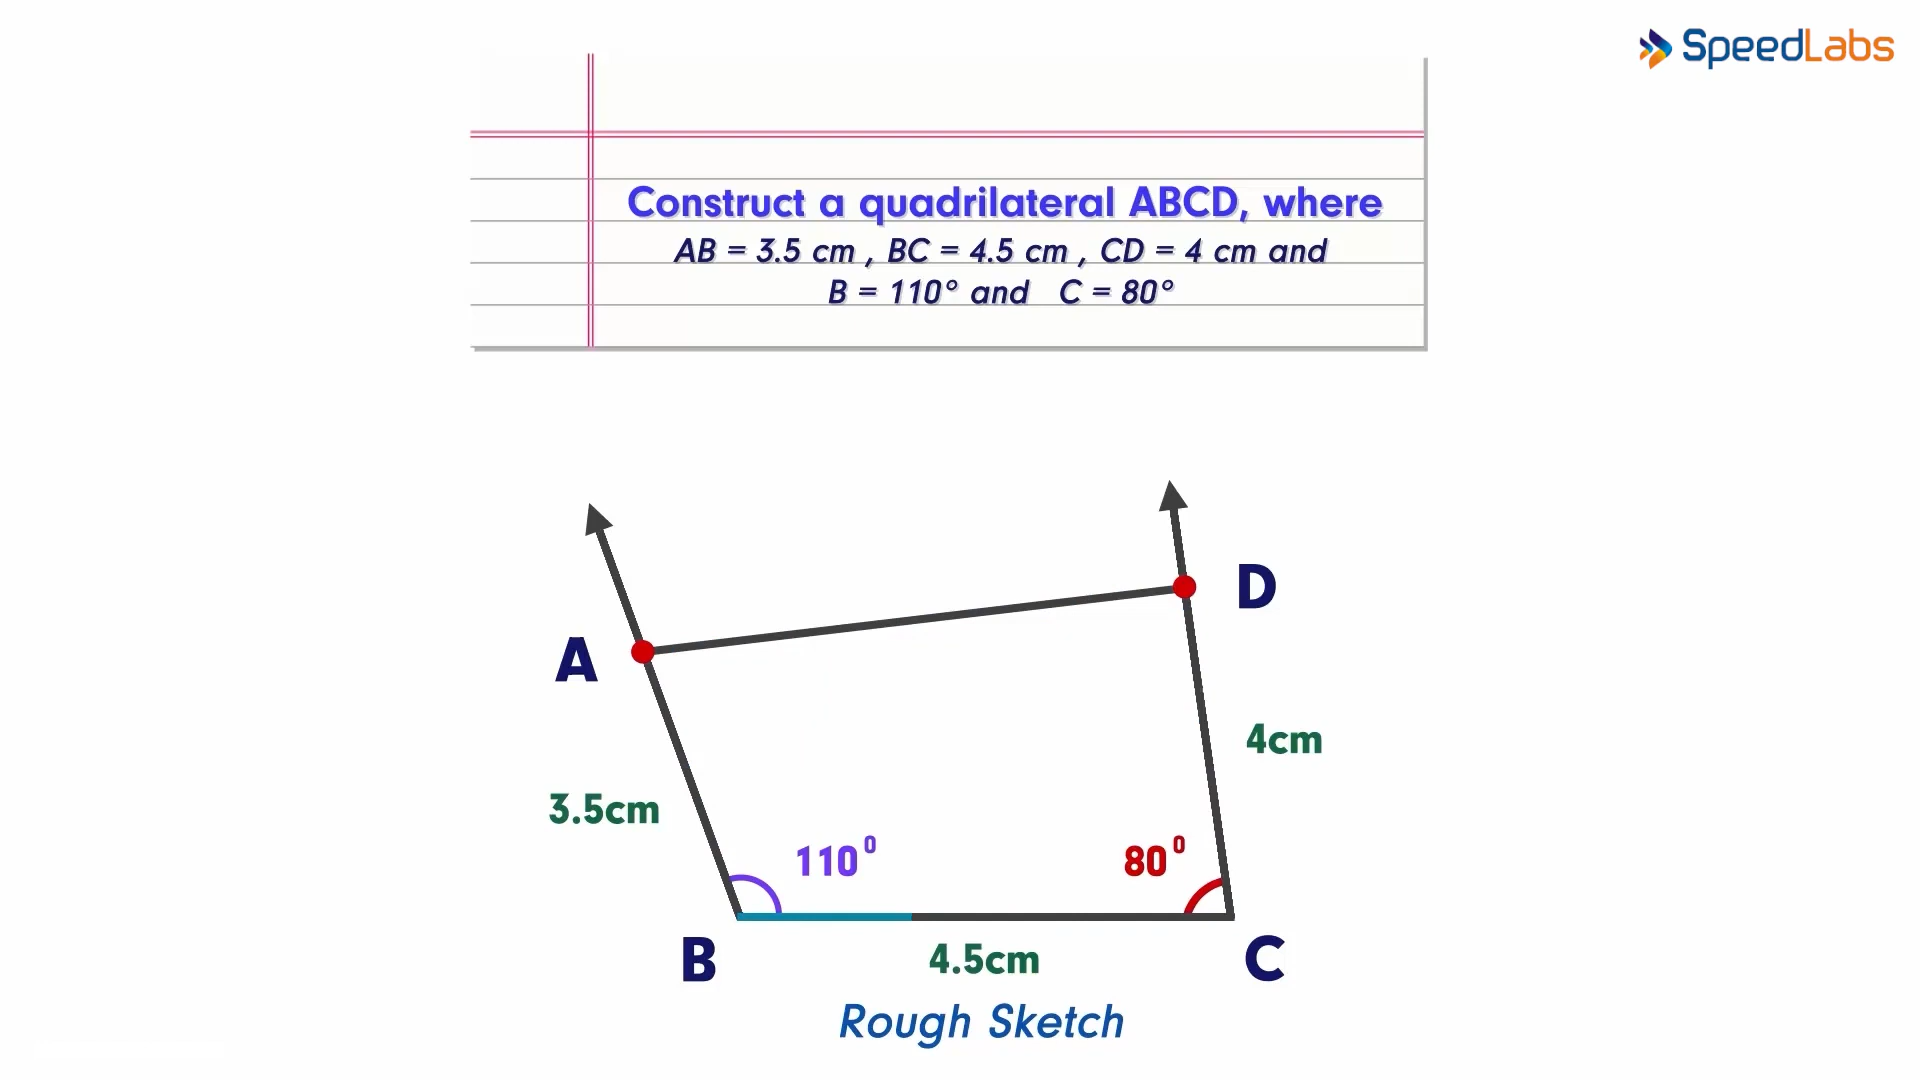 SpeedLabs
Construct a quadrilateral ABCD, where
AB = 3.5 cm , BC = 4.5 cm , CD = 4 cm and
B = 110° and C = 80°
D
A
4cm
3.5cm
110⁰
80⁰
B
4.5cm
C
Rough Sketch